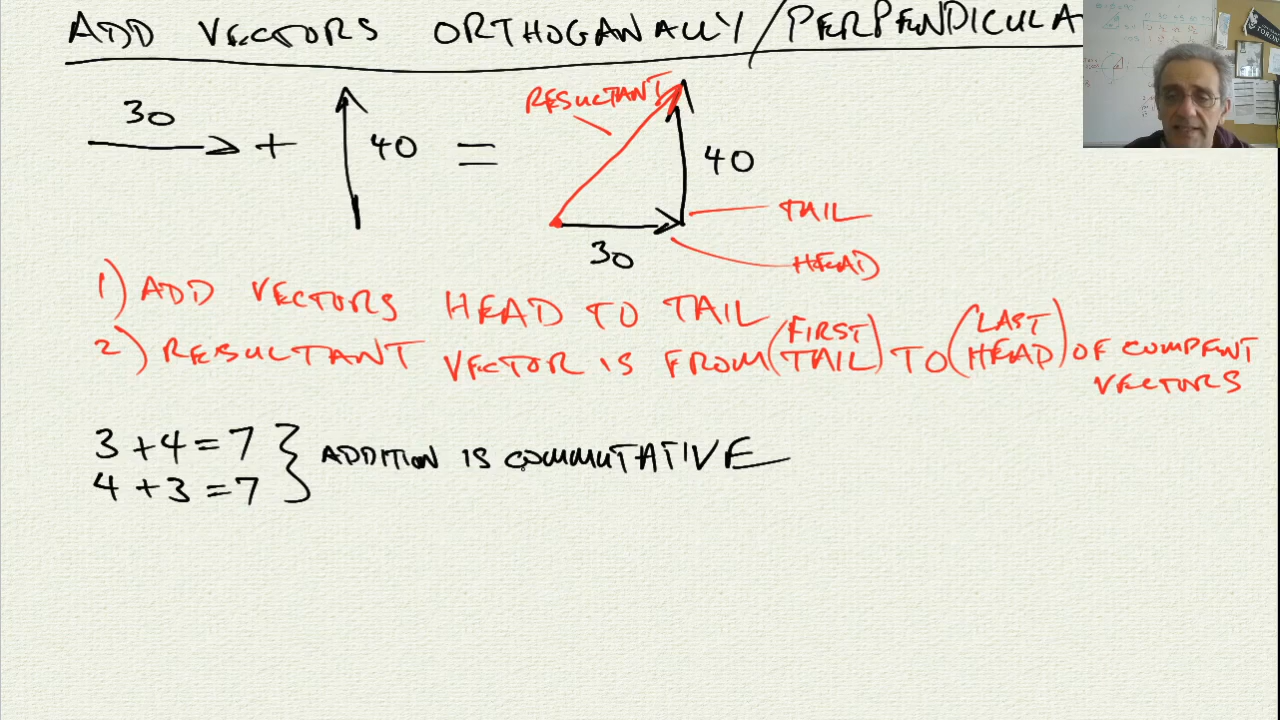 ADD VECTORS ORTHOGANALLY/PERPENDICULA
30
+
40
=
RESULTANT
40
TAIL
30
HEAD
1) ADD VECTORS HEAD TO TAIL
2) RESULTANT VECTOR IS FROM (FIRST TAIL) TO (LAST HEAD) OF COMPENT VECTORS
3 + 4 = 7
4 + 3 = 7
ADDITION IS COMMUTATIVE